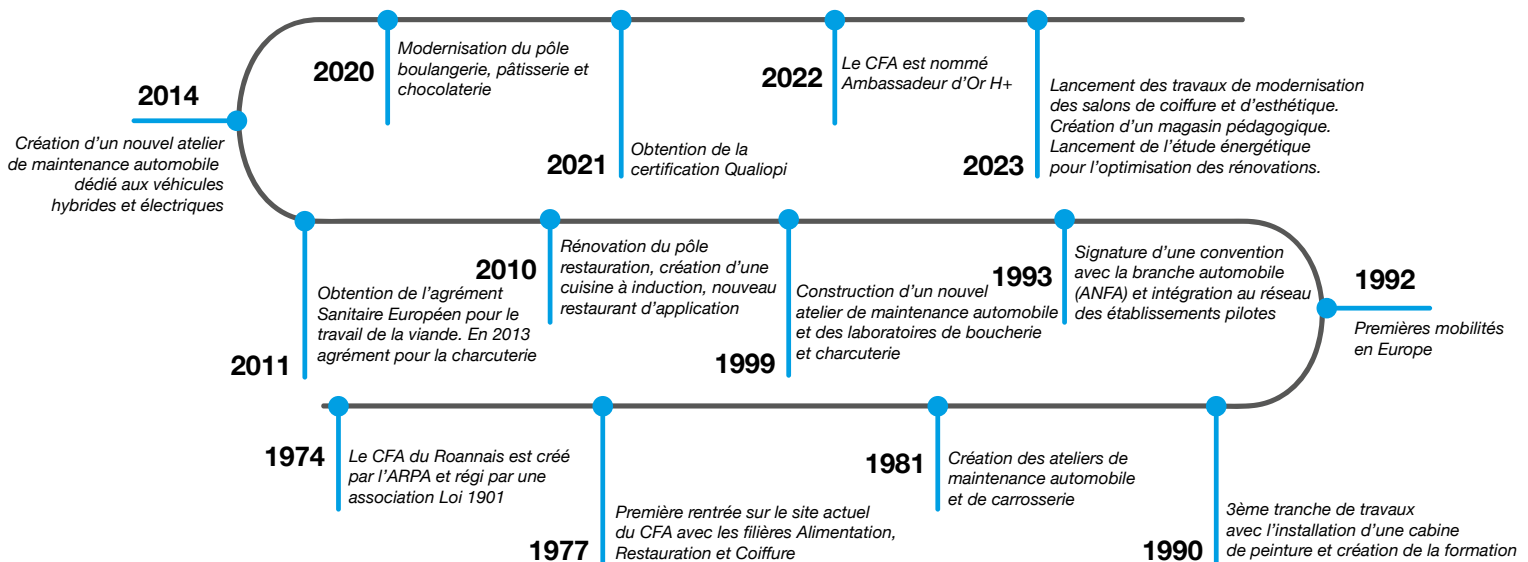 2020
Modernisation du pôle
boulangerie, pâtisserie et
chocolaterie
2021
Obtention de la
certification Qualiopi
2022
Le CFA est nommé
Ambassadeur d’Or H+
2023
Lancement des travaux de modernisation
des salons de coiffure et d’esthétique.
Création d’un magasin pédagogique.
Lancement de l’étude énergétique
pour l’optimisation des rénovations.
2014
Création d’un nouvel atelier
de maintenance automobile
dédié aux véhicules
hybrides et électriques
2011
Obtention de l’agrément
Sanitaire Européen pour le
travail de la viande. En 2013
agrément pour la charcuterie
2010
Rénovation du pôle
restauration, création d’une
cuisine à induction, nouveau
restaurant d’application
1999
Construction d’un nouvel
atelier de maintenance automobile
et des laboratoires de boucherie
et charcuterie
1993
Signature d’une convention
avec la branche automobile
(ANFA) et intégration au réseau
des établissements pilotes
1992
Premières mobilités
en Europe
1974
Le CFA du Roannais est créé
par l’ARPA et régi par une
association Loi 1901
1977
Première rentrée sur le site actuel
du CFA avec les filières Alimentation,
Restauration et Coiffure
1981
Création des ateliers de
maintenance automobile
et de carrosserie
1990
3ème tranche de travaux
avec l’installation d’une cabine
de peinture et création de la formation